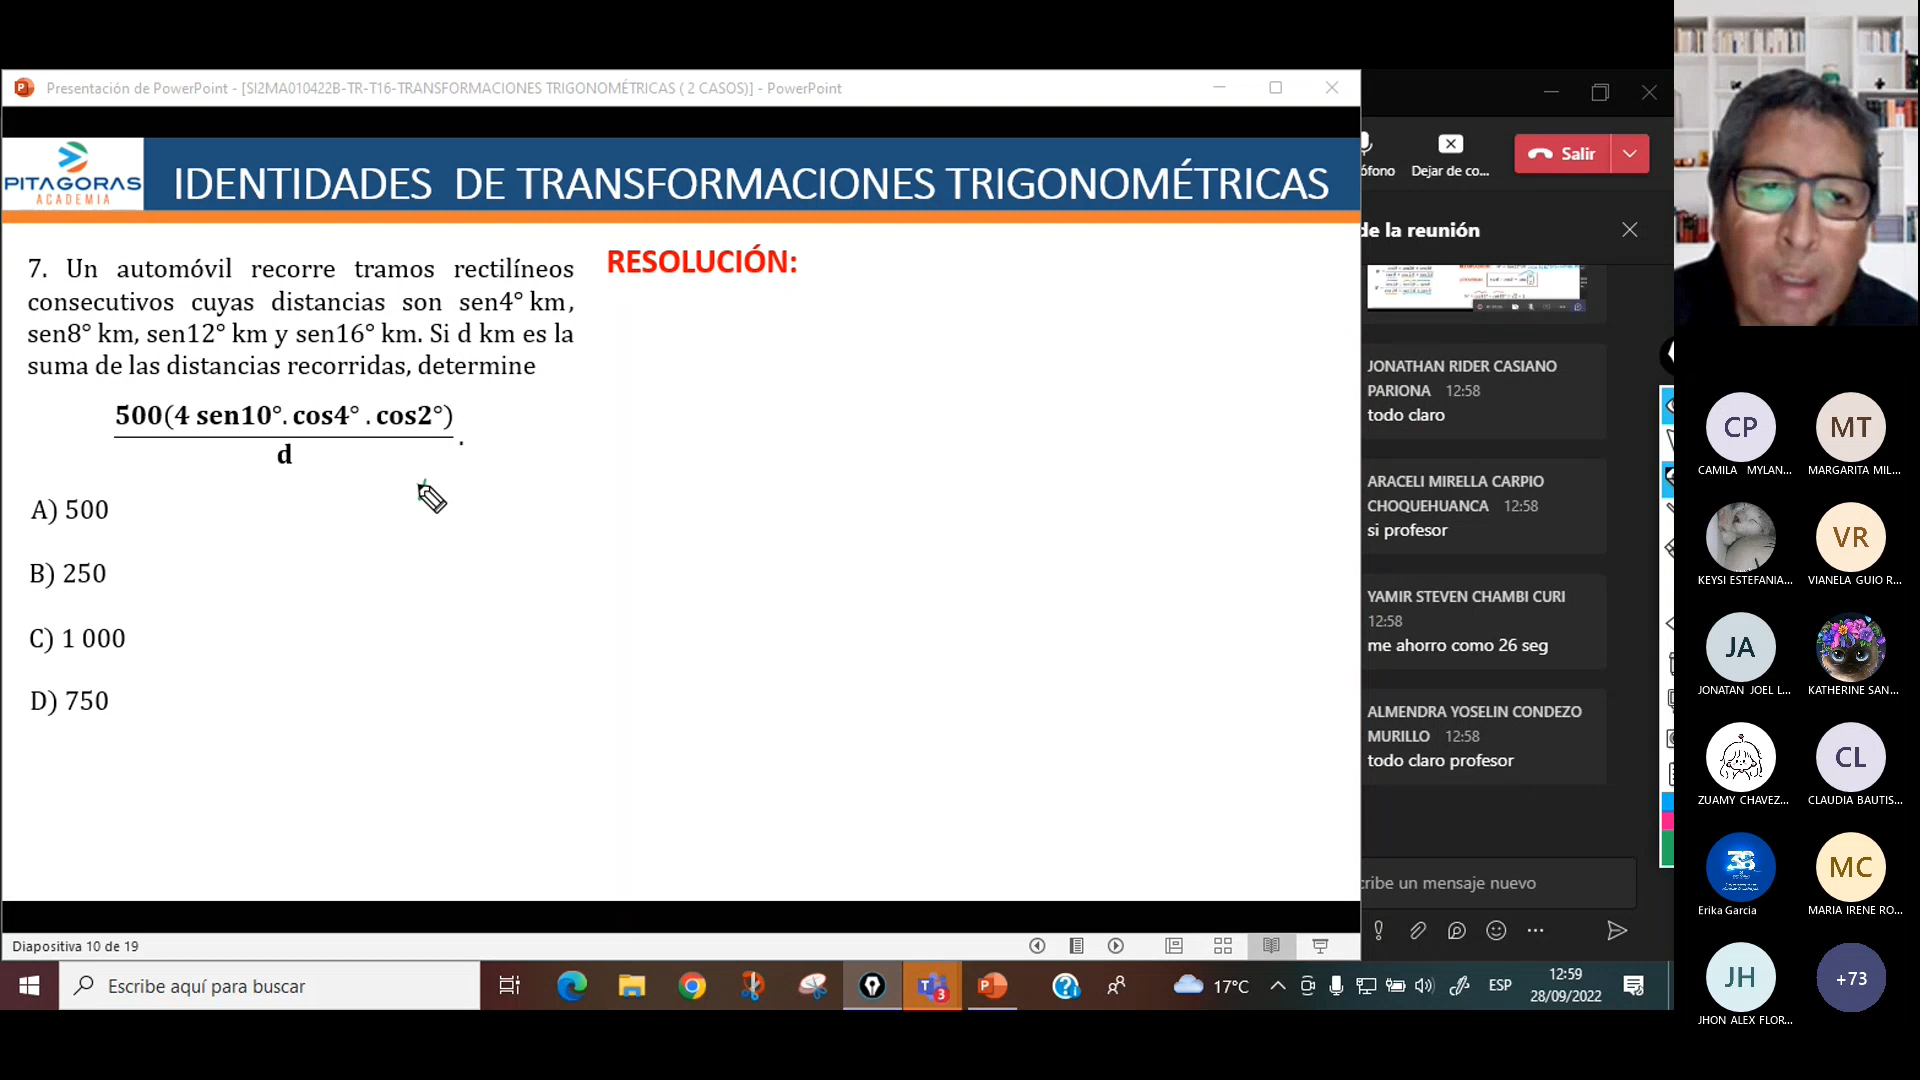 Presentación de PowerPoint - [SI2MA010422B-TR-T16-TRANSFORMACIONES TRIGONOMÉTRICAS ( 2 CASOS)] - PowerPoint
PITAGORAS
ACADEMIA
IDENTIDADES DE TRANSFORMACIONES TRIGONOMÉTRICAS
7. Un automóvil recorre tramos rectilíneos
consecutivos cuyas distancias son sen4° km,
sen8° km, sen12° km y sen16° km. Si d km es la
suma de las distancias recorridas, determine
500(4 sen10°. cos4° . cos2°)
d
.
A) 500
B) 250
C) 1 000
D) 750
RESOLUCIÓN:
Diapositiva 10 de 19
Escribe aquí para buscar
3
17°C
ESP
12:59
28/09/2022
ófono
Dejar de co...
Salir
de la reunión
JONATHAN RIDER CASIANO
PARIONA 12:58
todo claro
ARACELI MIRELLA CARPIO
CHOQUEHUANCA 12:58
si profesor
YAMIR STEVEN CHAMBI CURI
12:58
me ahorro como 26 seg
ALMENDRA YOSELIN CONDEZO
MURILLO 12:58
todo claro profesor
cribe un mensaje nuevo
CP
CAMILA MYLAN...
MT
MARGARITA MIL...
KEYSI ESTEFANIA...
VR
VIANELA GUIO R...
JA
JONATAN JOEL L...
KATHERINE SAN...
ZUAMY CHAVEZ...
CL
CLAUDIA BAUTIS...
Erika Garcia
MC
MARIA IRENE RO...
JH
JHON ALEX FLOR...
+73